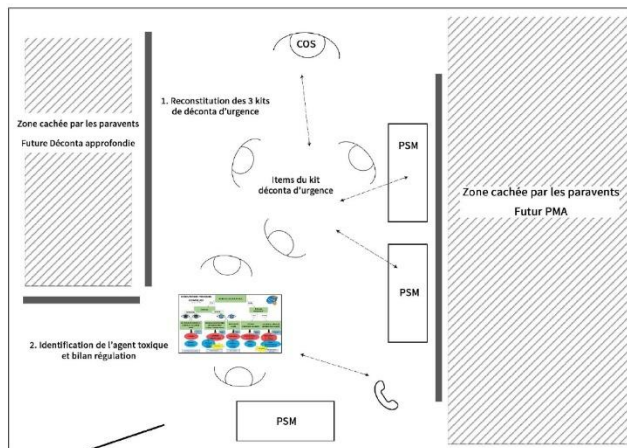 COS
1. Reconstitution des 3 kits
de déconta d'urgence
Zone cachée par les paravents
Future Déconta approfondie
PSM
Items du kit
déconta d'urgence
Zone cachée par les paravents
Futur PMA
PSM
2. Identification de l'agent toxique
et bilan régulation
PSM